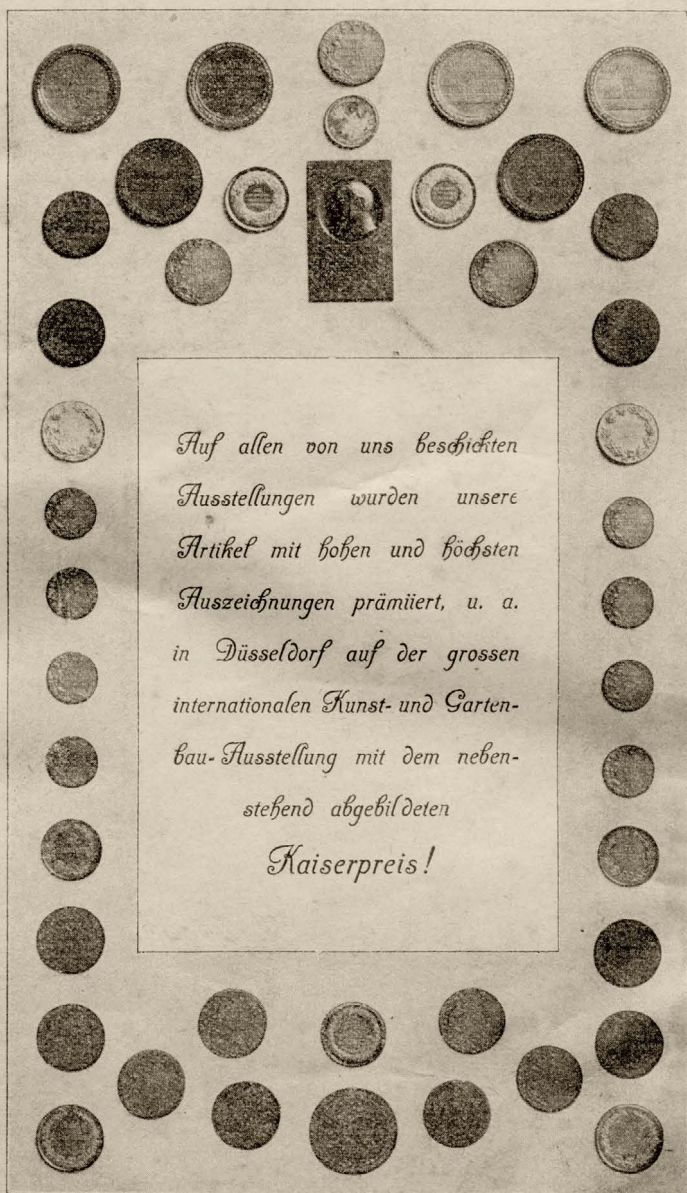 Auf allen von uns beschickten
Ausstellungen wurden unsere
Artikel mit hohen und höchsten
Auszeichnungen prämiiert, u. a.
in Düsseldorf auf der grossen
internationalen Kunst- und Garten-
bau-Ausstellung mit dem neben-
stehend abgebildeten
Kaiserpreis!